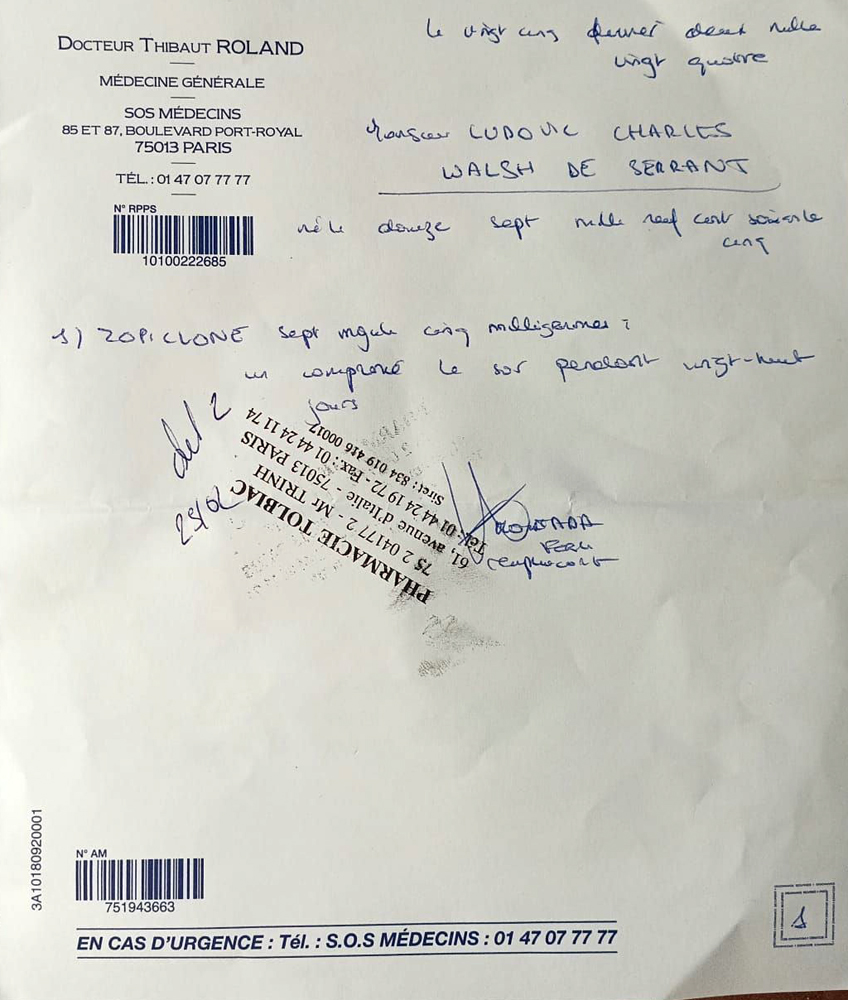 DOCTEUR THIBAUT ROLAND
MÉDECINE GÉNÉRALE
SOS MÉDECINS
85 ET 87, BOULEVARD PORT-ROYAL
75013 PARIS
TÉL. : 01 47 07 77 77
N° RPPS
10100222685
le vingt cinq deux mille
vingt quatre
Monsieur LUDOVIC CHARLES
WALSH DE SERRANT
né le douze sept mille neuf cent soixante
cinq
1) ZOPICLONE sept virgule cinq milligrammes :
un comprimé le soir pendant vingt-huit
jours
del 2
25/02
PHARMACIE TOLBIAC
75 2 04177 2 - Mr TRINH
61, avenue d'Italie - 75013 PARIS
Tél. 01 44 24 19 72 - Fax. : 01 44 24 11 74
Siret : 834 019 416 00017
remplaçant
3A10180920001
N° AM
751943663
EN CAS D'URGENCE : Tél. : S.O.S MÉDECINS : 01 47 07 77 77
1